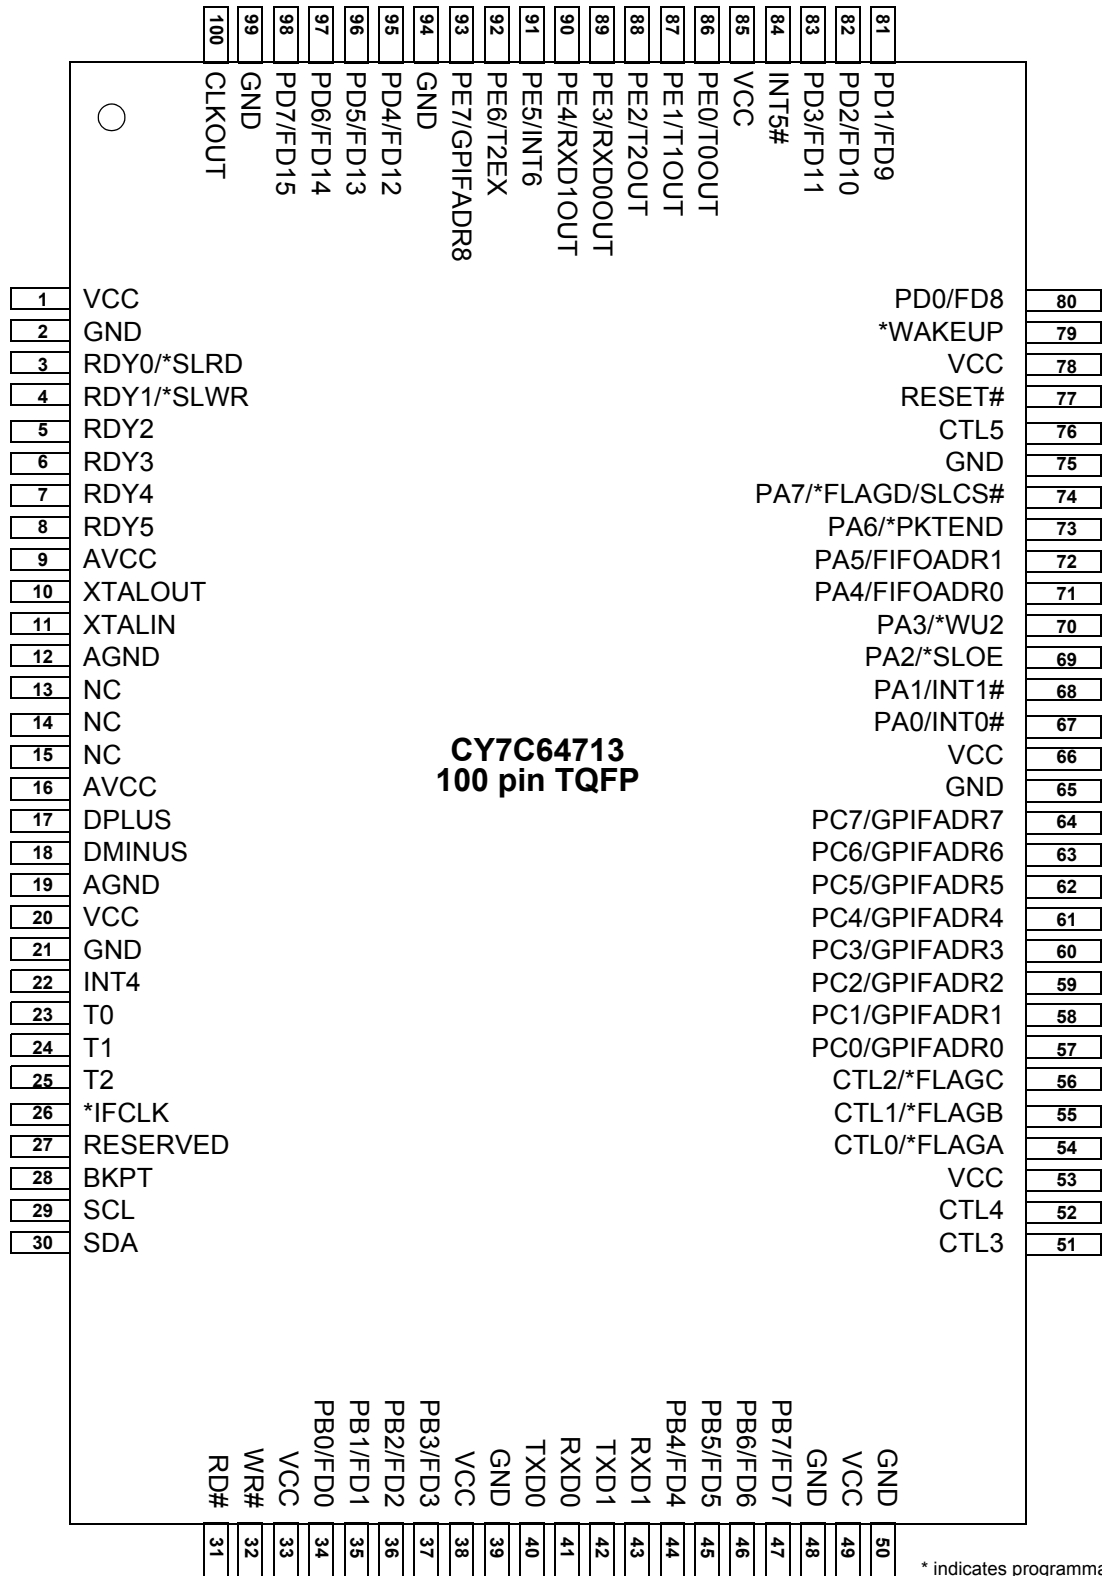 100 99 98 97 96 95 94 93 92 91 90 89 88 87 86 85 84 83 82 81
CLKOUT
GND
PD7/FD15
PD6/FD14
PD5/FD13
PD4/FD12
GND
PE7/GPIFADR8
PE6/T2EX
PE5/INT6
PE4/RXD1OUT
PE3/RXD0OUT
PE2/T2OUT
PE1/T1OUT
PE0/T0OUT
VCC
INT5#
PD3/FD11
PD2/FD10
PD1/FD9
1 VCC
2 GND
3 RDY0/*SLRD
4 RDY1/*SLWR
5 RDY2
6 RDY3
7 RDY4
8 RDY5
9 AVCC
10 XTALOUT
11 XTALIN
12 AGND
13 NC
14 NC
15 NC
16 AVCC
17 DPLUS
18 DMINUS
19 AGND
20 VCC
21 GND
22 INT4
23 T0
24 T1
25 T2
26 *IFCLK
27 RESERVED
28 BKPT
29 SCL
30 SDA
CY7C64713
100 pin TQFP
PD0/FD8 80
*WAKEUP 79
VCC 78
RESET# 77
CTL5 76
GND 75
PA7/*FLAGD/SLCS# 74
PA6/*PKTEND 73
PA5/FIFOADR1 72
PA4/FIFOADR0 71
PA3/*WU2 70
PA2/*SLOE 69
PA1/INT1# 68
PA0/INT0# 67
VCC 66
GND 65
PC7/GPIFADR7 64
PC6/GPIFADR6 63
PC5/GPIFADR5 62
PC4/GPIFADR4 61
PC3/GPIFADR3 60
PC2/GPIFADR2 59
PC1/GPIFADR1 58
PC0/GPIFADR0 57
CTL2/*FLAGC 56
CTL1/*FLAGB 55
CTL0/*FLAGA 54
VCC 53
CTL4 52
CTL3 51
RD#
WR#
VCC
PB0/FD0
PB1/FD1
PB2/FD2
PB3/FD3
VCC
GND
TXD0
RXD0
TXD1
RXD1
PB4/FD4
PB5/FD5
PB6/FD6
PB7/FD7
GND
VCC
GND
31 32 33 34 35 36 37 38 39 40 41 42 43 44 45 46 47 48 49 50
* indicates programma